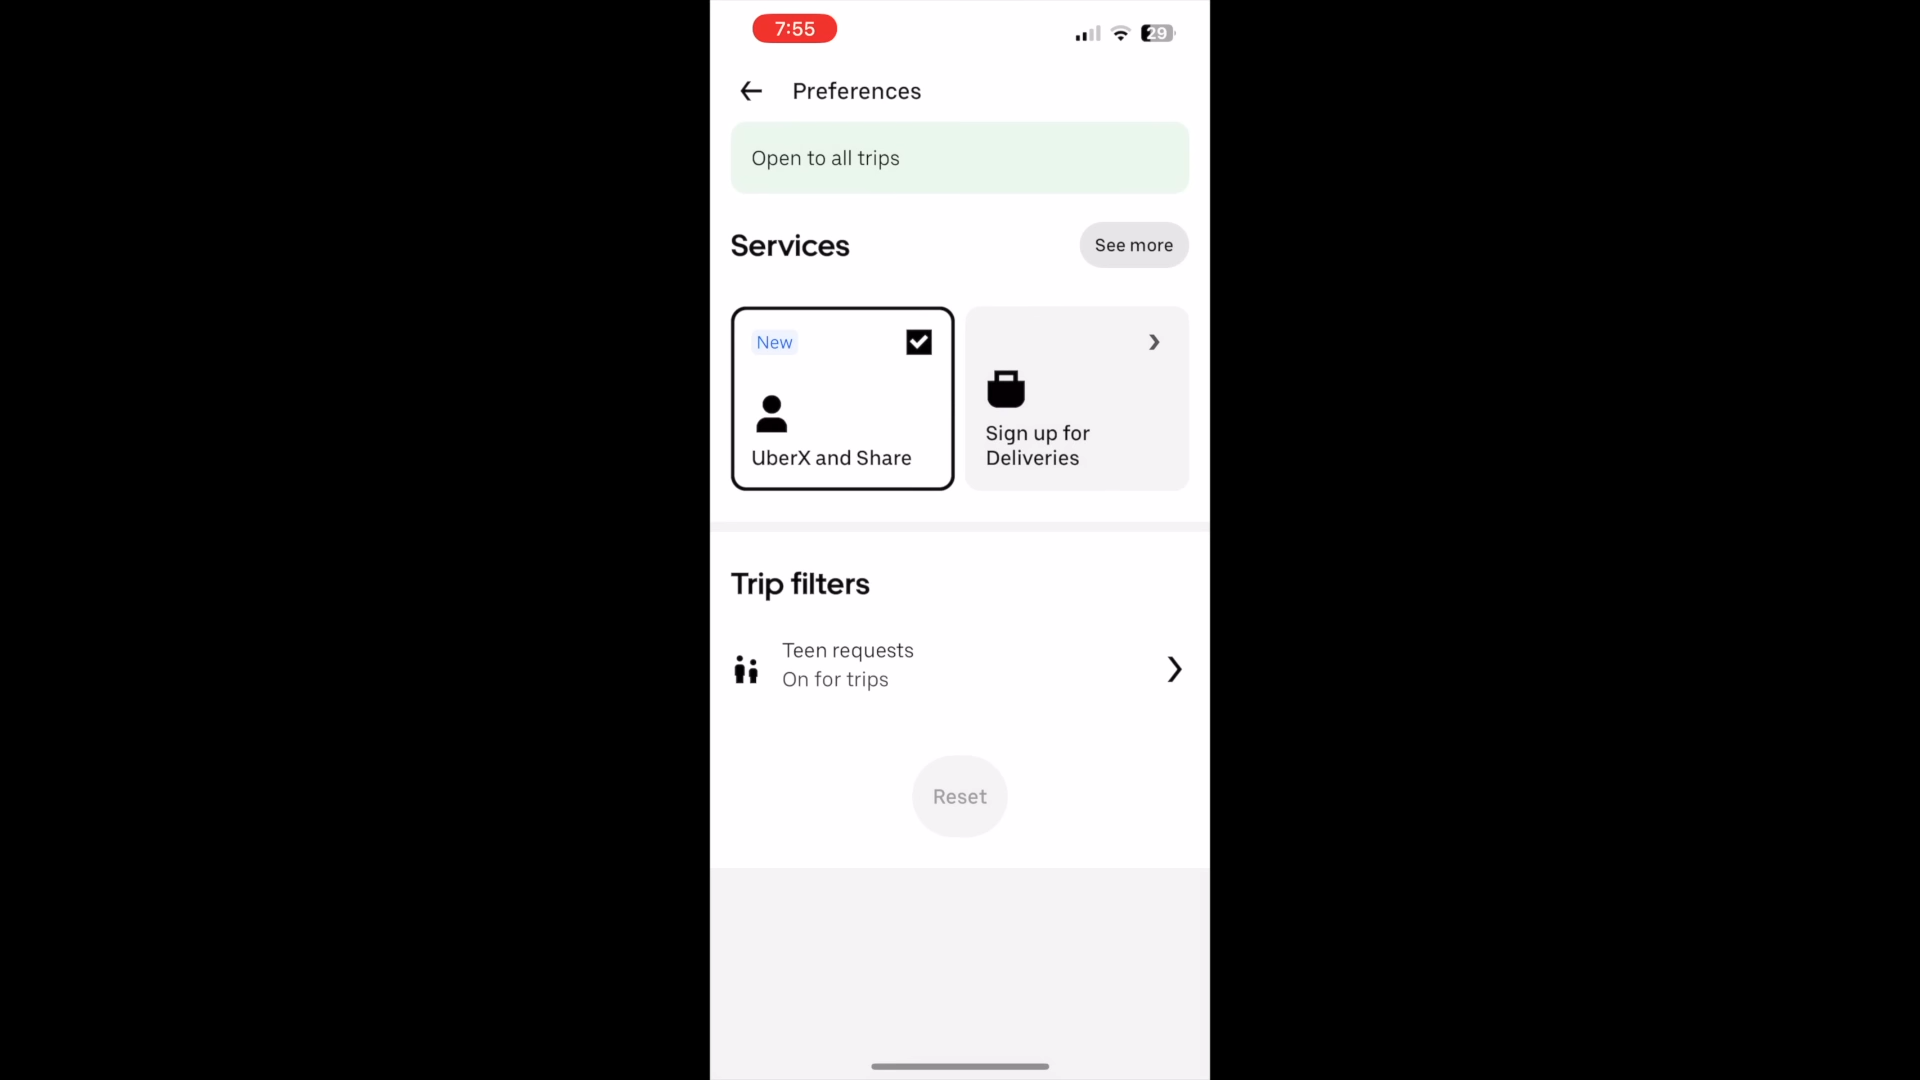 7:55
29
Preferences
Open to all trips
Services
See more
New
UberX and Share
Sign up for
Deliveries
Trip filters
Teen requests
On for trips
Reset